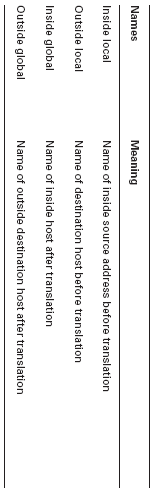 Names Meaning
Inside local Name of inside source address before translation
Outside local Name of destination host before translation
Inside global Name of inside host after translation
Outside global Name of outside destination host after translation